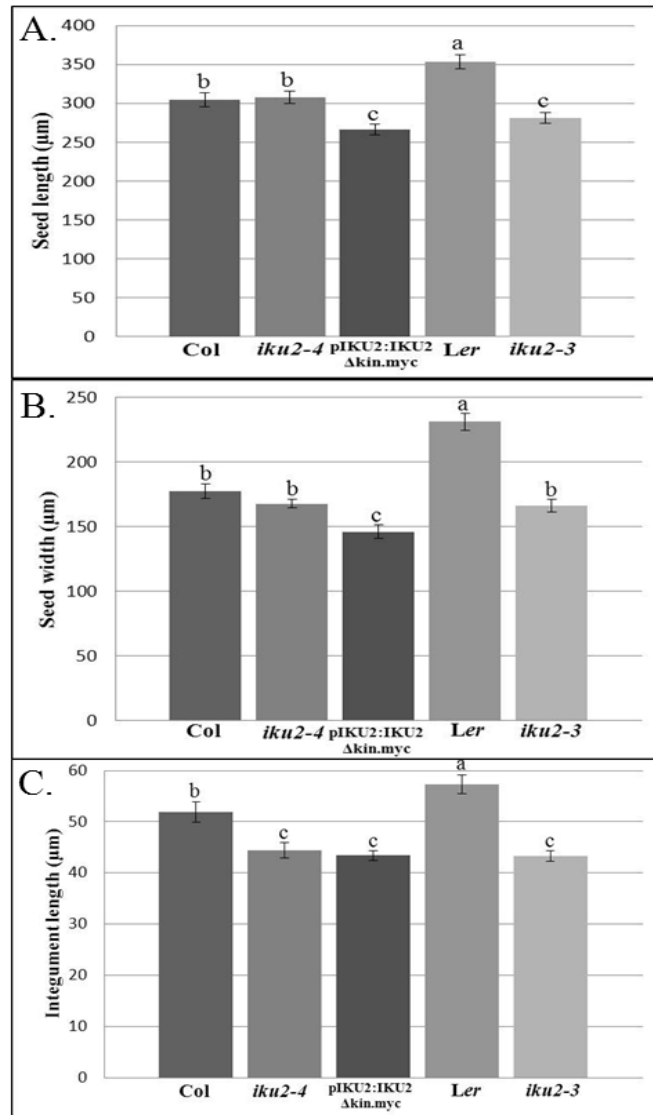 A.
Seed length (µm)
400
350
300
250
200
150
100
50
0
b
b
c
a
c
Col
iku2-4
pIKU2:IKU2
Δkin.myc
Ler
iku2-3
B.
Seed width (µm)
250
200
150
100
50
0
b
b
c
a
b
Col
iku2-4
pIKU2:IKU2
Δkin.myc
Ler
iku2-3
C.
Integument length (µm)
60
50
40
30
20
10
0
b
c
c
a
c
Col
iku2-4
pIKU2:IKU2
Δkin.myc
Ler
iku2-3